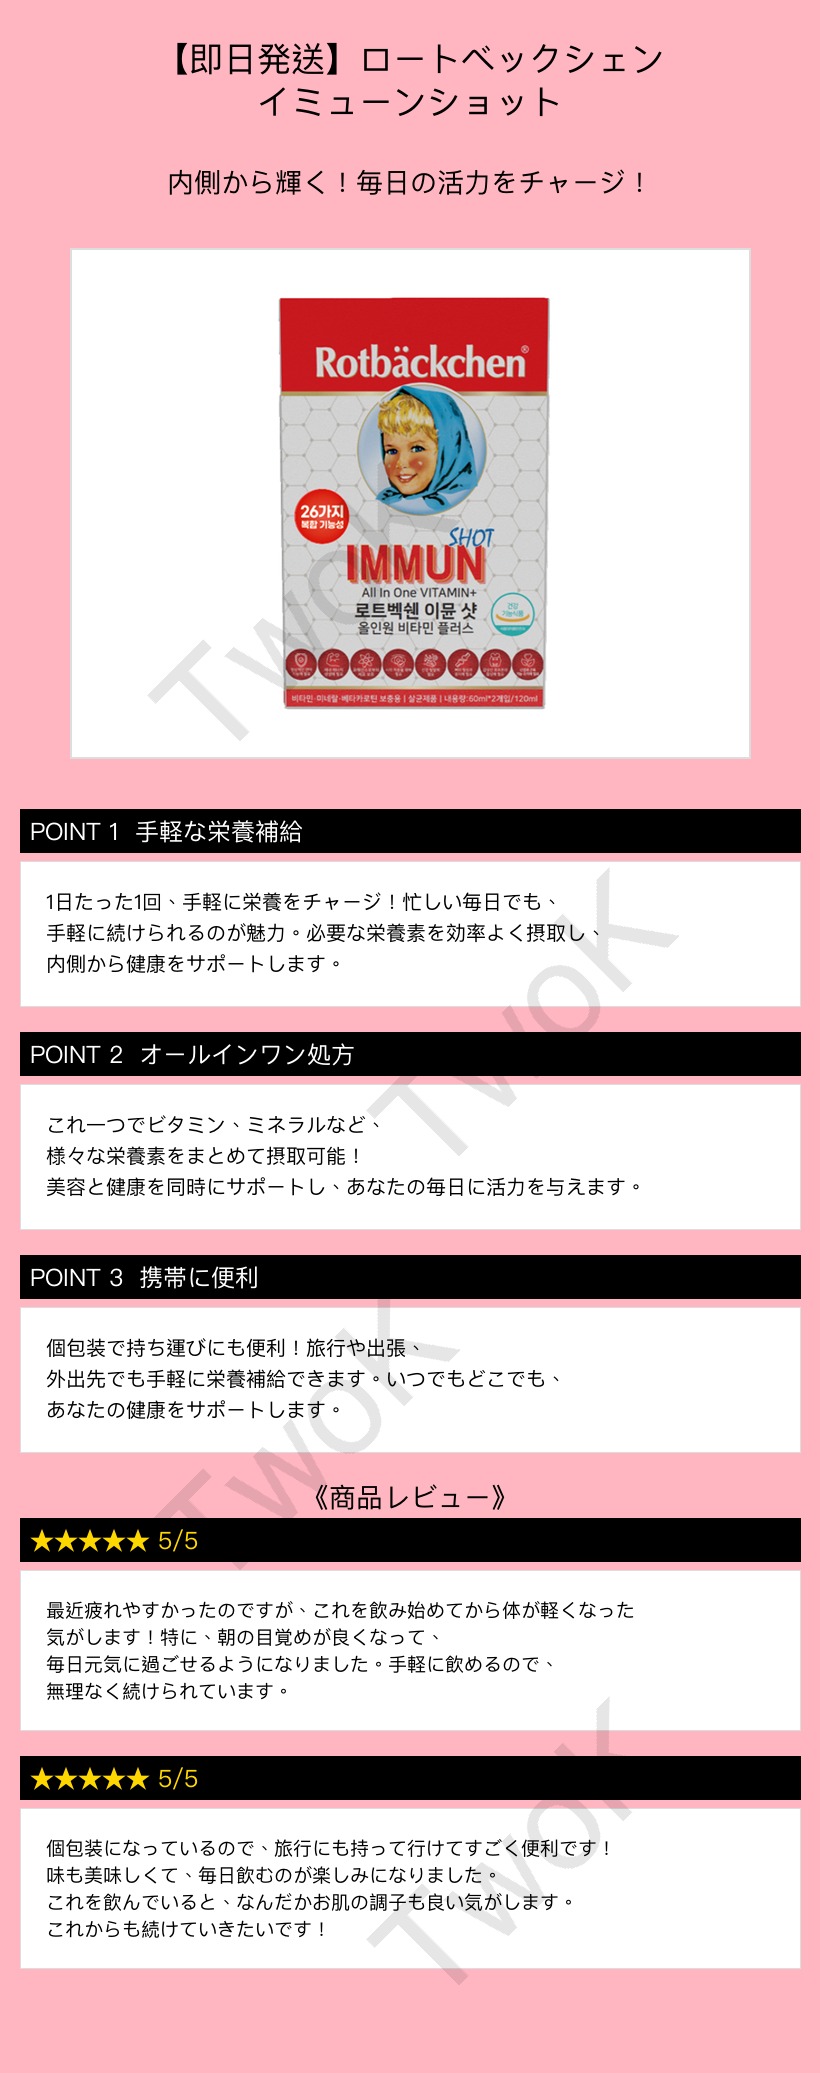 【即日発送】ロートベックシェン
イミューンショット
内側から輝く！毎日の活力をチャージ！
Rotbäckchen®
26가지
복합 기능성
SHOT
IMMUN
All In One VITAMIN+
로트벡쉔 이뮨 샷
올인원 비타민 플러스
건강
기능식품
비타민·미네랄·베타카로틴 보충용 | 살균제품 | 내용량:60ml*2개입/120ml
TwoK
POINT 1 手軽な栄養補給
1日たった1回、手軽に栄養をチャージ！忙しい毎日でも、
手軽に続けられるのが魅力。必要な栄養素を効率よく摂取し、
内側から健康をサポートします。
TwoK
POINT 2 オールインワン処方
これ一つでビタミン、ミネラルなど、
様々な栄養素をまとめて摂取可能！
美容と健康を同時にサポートし、あなたの毎日に活力を与えます。
POINT 3 携帯に便利
個包装で持ち運びにも便利！旅行や出張、
外出先でも手軽に栄養補給できます。いつでもどこでも、
あなたの健康をサポートします。
TwoK
《商品レビュー》
★★★★★ 5/5
最近疲れやすかったのですが、これを飲み始めてから体が軽くなった
気がします！特に、朝の目覚めが良くなって、
毎日元気に過ごせるようになりました。手軽に飲めるので、
無理なく続けられています。
★★★★★ 5/5
個包装になっているので、旅行にも持って行けてすごく便利です！
味も美味しくて、毎日飲むのが楽しみになりました。
これを飲んでいると、なんだかお肌の調子も良い気がします。
これからも続けていきたいです！
TwoK